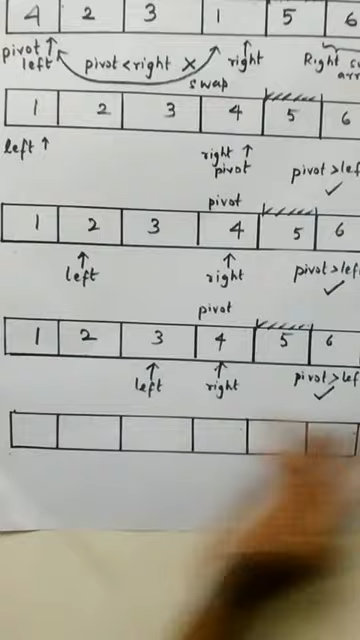 4 2 3 1 5 6
pivot
left
pivot < right ×
right
Right
swap
1 2 3 4 5 6
left
right
pivot
pivot > left
✓
pivot
1 2 3 4 5 6
left
right
pivot > left
✓
pivot
1 2 3 4 5 6
left
right
pivot > lef
✓